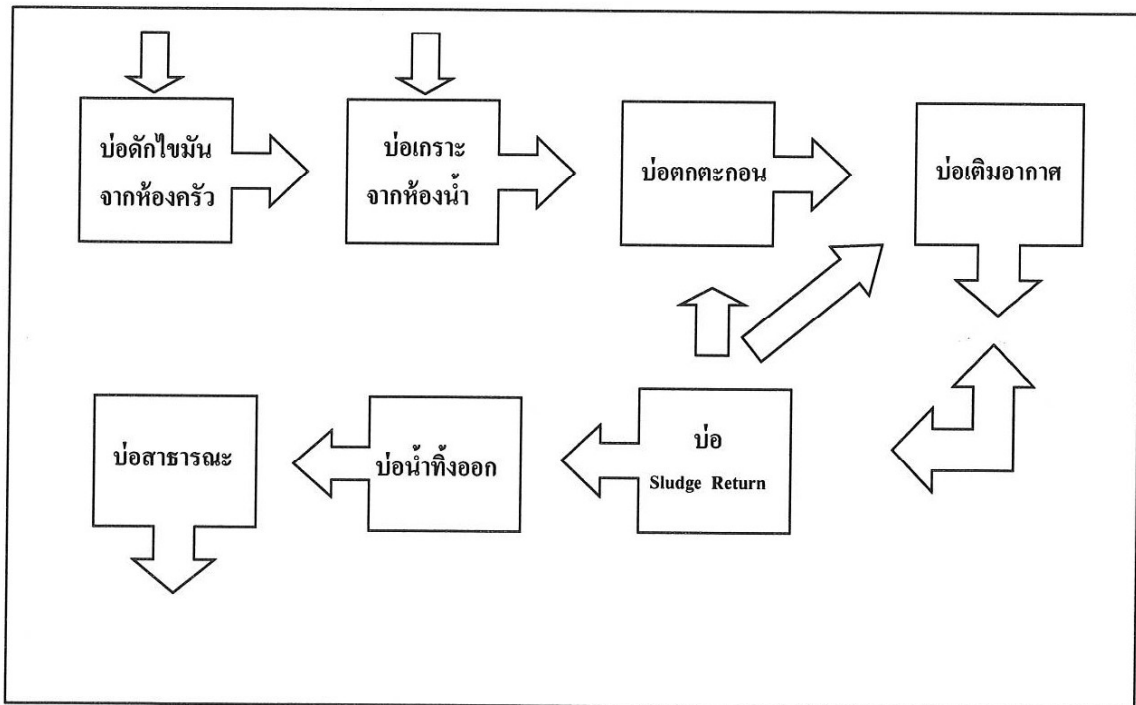 บ่อดักไขมัน
จากห้องครัว
บ่อเกราะ
จากห้องน้ำ
บ่อตกตะกอน
บ่อเติมอากาศ
บ่อสาธารณะ
บ่อน้ำทิ้งออก
บ่อ
Sludge Return